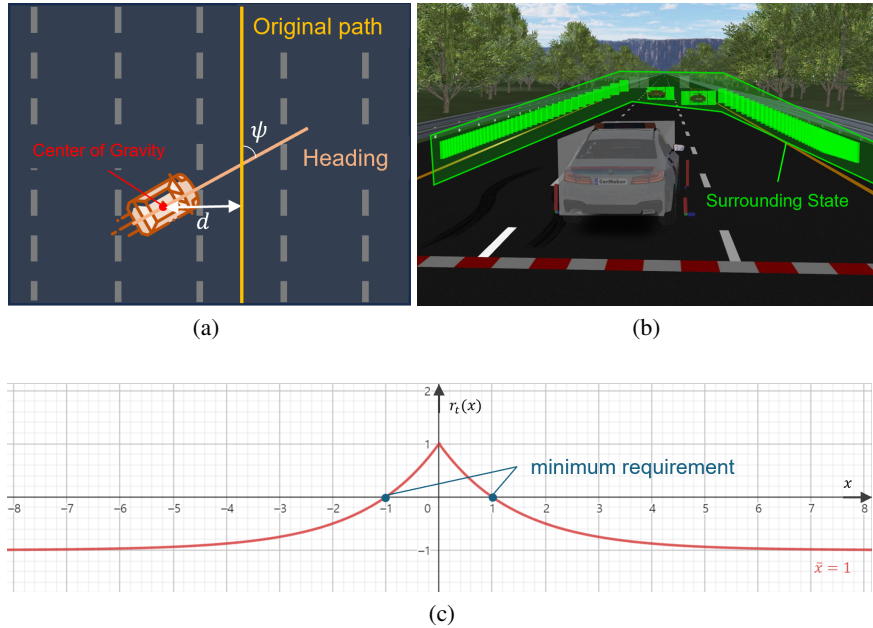 Original path
ψ
Center of Gravity
Heading
d
(a)
CarMaker
Surrounding State
(b)
2
r_t(x)
1
minimum requirement
x
−8 −7 −6 −5 −4 −3 −2 −1 0 1 2 3 4 5 6 7 8
−1
x̄ = 1
(c)